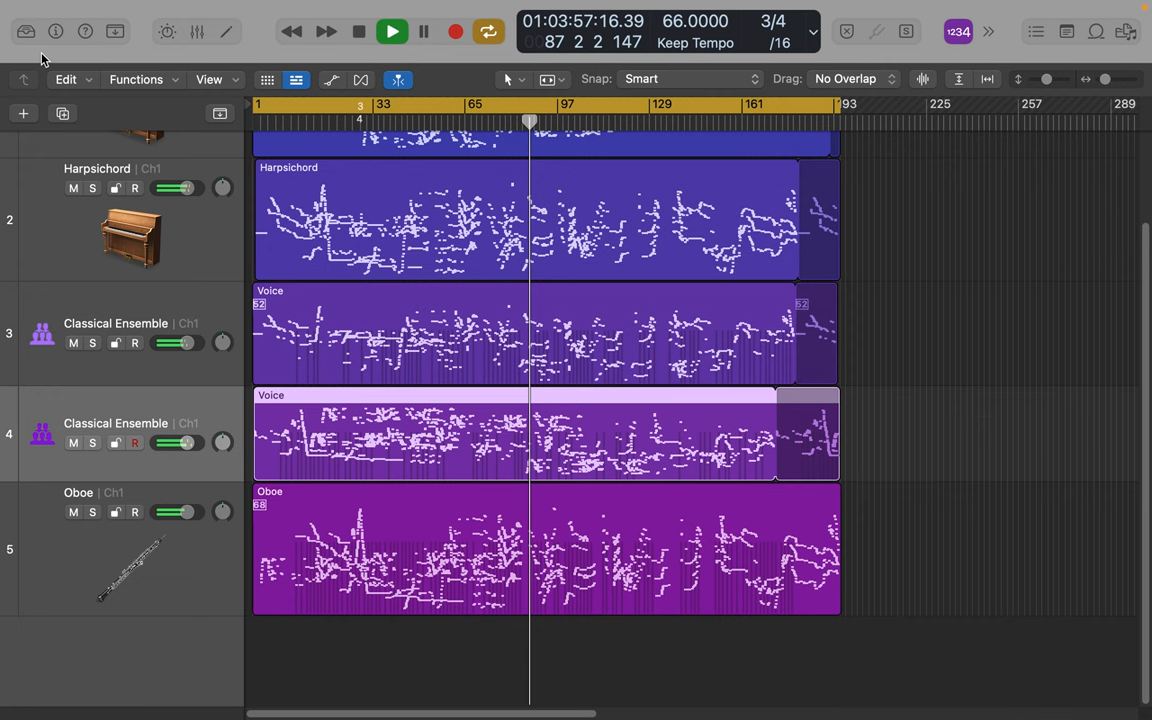 01:03:57:16.39 66.0000 3/4
0087 2 2 147 Keep Tempo /16
1234
Edit Functions View Snap: Smart Drag: No Overlap
1 33 65 97 129 161 193 225 257 289
3
4
Harpsichord | Ch1
M S R
2
Harpsichord
Classical Ensemble | Ch1
M S R
3
Voice
52 52
Classical Ensemble | Ch1
M S R
4
Voice
Oboe | Ch1
M S R
5
Oboe
68